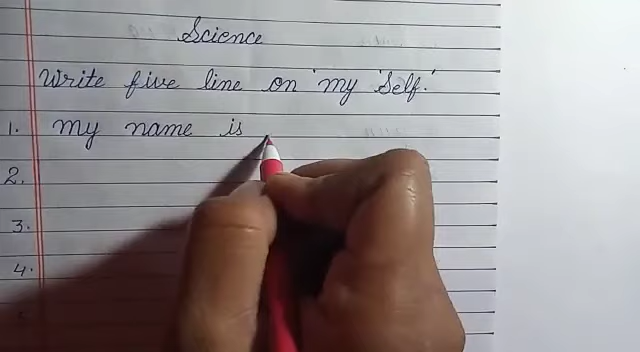 Science
Write five line on 'my self.'
1. my name is
2.
3.
4.